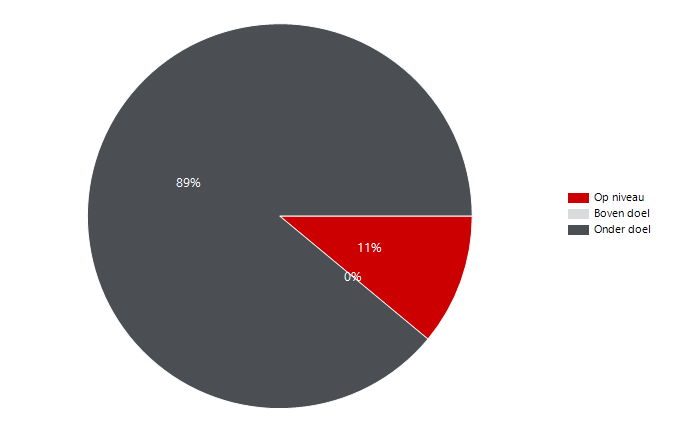 89%
11%
0%
Op niveau
Boven doel
Onder doel